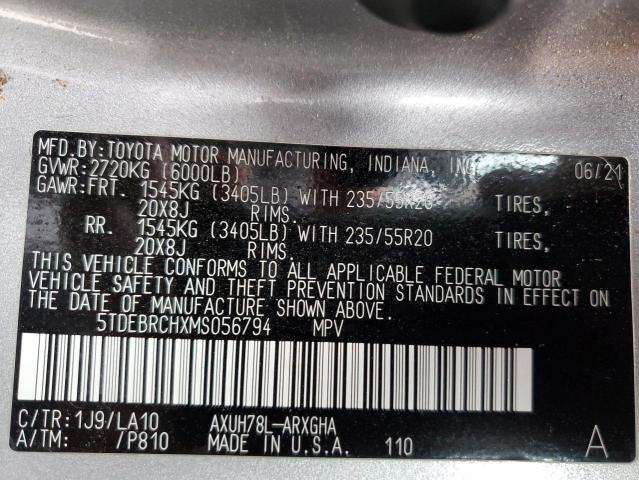 MFD.BY:TOYOTA MOTOR MANUFACTURING, INDIANA, INC. 06/21
GVWR:2720KG (6000LB)
GAWR:FRT. 1545KG (3405LB) WITH 235/55R20 TIRES,
20X8J RIMS.
RR. 1545KG (3405LB) WITH 235/55R20 TIRES,
20X8J RIMS.
THIS VEHICLE CONFORMS TO ALL APPLICABLE FEDERAL MOTOR
VEHICLE SAFETY AND THEFT PREVENTION STANDARDS IN EFFECT ON
THE DATE OF MANUFACTURE SHOWN ABOVE.
5TDEBRCHXMS056794 MPV
C/TR:1J9/LA10 AXUH78L-ARXGHA
A/TM: /P810 MADE IN U.S.A. 110 A